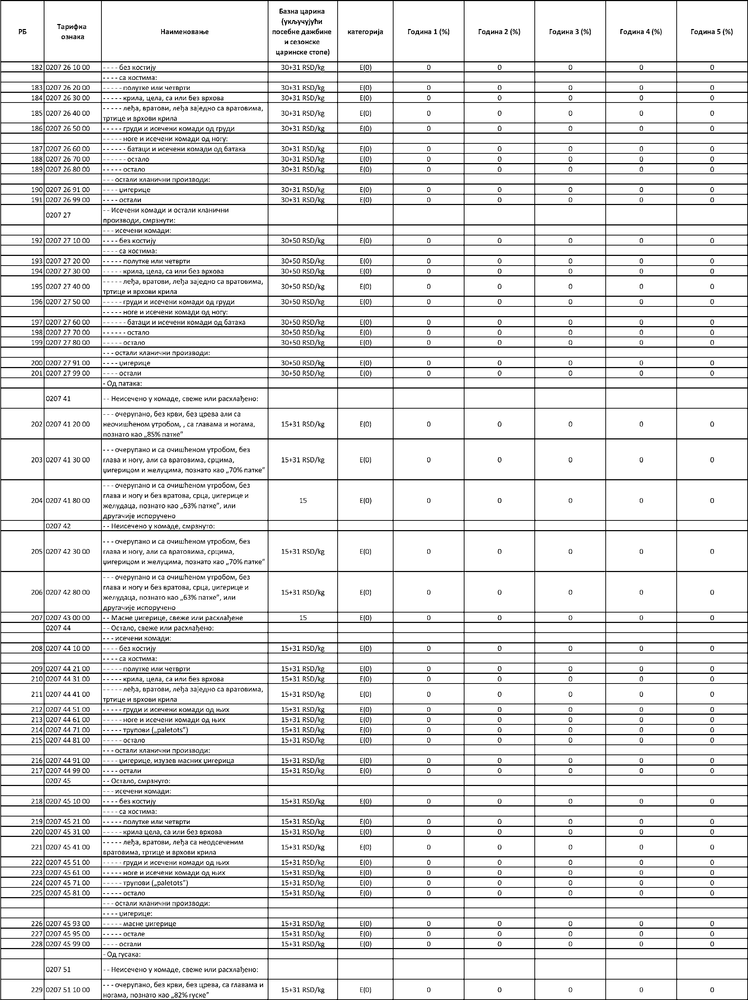 РБ Тарифна ознака Наименовање Базна царина (укључујући посебне дажбине и сезонске царинске стопе) категорија Година 1 (%) Година 2 (%) Година 3 (%) Година 4 (%) Година 5 (%)
182 0207 26 10 00 - - - - без костију 30+31 RSD/kg E(0) 0 0 0 0 0
- - - - са костима:
183 0207 26 20 00 - - - - - полутке или четврти 30+31 RSD/kg E(0) 0 0 0 0 0
184 0207 26 30 00 - - - - - крила, цела, са или без врхова 30+31 RSD/kg E(0) 0 0 0 0 0
185 0207 26 40 00 - - - - - леђа, вратови, леђа заједно са вратовима, тртице и врхови крила 30+31 RSD/kg E(0) 0 0 0 0 0
186 0207 26 50 00 - - - - - груди и исечени комади од груди 30+31 RSD/kg E(0) 0 0 0 0 0
- - - - - ноге и исечени комади од ногу:
187 0207 26 60 00 - - - - - - батаци и исечени комади од батака 30+31 RSD/kg E(0) 0 0 0 0 0
188 0207 26 70 00 - - - - - - остало 30+31 RSD/kg E(0) 0 0 0 0 0
189 0207 26 80 00 - - - - - остало 30+31 RSD/kg E(0) 0 0 0 0 0
- - - остали кланични производи:
190 0207 26 91 00 - - - - џигерице 30+31 RSD/kg E(0) 0 0 0 0 0
191 0207 26 99 00 - - - - остали 30+31 RSD/kg E(0) 0 0 0 0 0
0207 27 - - Исечени комади и остали кланични производи, смрзнути:
- - - исечени комади:
192 0207 27 10 00 - - - - без костију 30+50 RSD/kg E(0) 0 0 0 0 0
- - - - са костима:
193 0207 27 20 00 - - - - - полутке или четврти 30+50 RSD/kg E(0) 0 0 0 0 0
194 0207 27 30 00 - - - - - крила, цела, са или без врхова 30+50 RSD/kg E(0) 0 0 0 0 0
195 0207 27 40 00 - - - - - леђа, вратови, леђа заједно са вратовима, тртице и врхови крила 30+50 RSD/kg E(0) 0 0 0 0 0
196 0207 27 50 00 - - - - - груди и исечени комади од груди 30+50 RSD/kg E(0) 0 0 0 0 0
- - - - - ноге и исечени комади од ногу:
197 0207 27 60 00 - - - - - - батаци и исечени комади од батака 30+50 RSD/kg E(0) 0 0 0 0 0
198 0207 27 70 00 - - - - - - остало 30+50 RSD/kg E(0) 0 0 0 0 0
199 0207 27 80 00 - - - - - остало 30+50 RSD/kg E(0) 0 0 0 0 0
- - - остали кланични производи:
200 0207 27 91 00 - - - - џигерице 30+50 RSD/kg E(0) 0 0 0 0 0
201 0207 27 99 00 - - - - остали 30+50 RSD/kg E(0) 0 0 0 0 0
- Од патака:
0207 41 - - Неисечено у комаде, свеже или расхлађено:
202 0207 41 20 00 - - - очерупано, без крви, без црева али са неочишћеном утробом, , са главама и ногама, познато као „85% патке” 15+31 RSD/kg E(0) 0 0 0 0 0
203 0207 41 30 00 - - - очерупано и са очишћеном утробом, без глава и ногу, али са вратовима, срцима, џигерицом и желуцима, познато као „70% патке” 15+31 RSD/kg E(0) 0 0 0 0 0
204 0207 41 80 00 - - - очерупано и са очишћеном утробом, без глава и ногу и без вратова, срца, џигерице и желудаца, познато као „63% патке”, или другачије испоручено 15 E(0) 0 0 0 0 0
0207 42 - - Неисечено у комаде, смрзнуто:
205 0207 42 30 00 - - - очерупано и са очишћеном утробом, без глава и ногу, али са вратовима, срцима, џигерицом и желуцима, познато као „70% патке” 15+31 RSD/kg E(0) 0 0 0 0 0
206 0207 42 80 00 - - - очерупано и са очишћеном утробом, без глава и ногу и без вратова, срца, џигерице и желудаца, познато као „63% патке”, или другачије испоручено 15+31 RSD/kg E(0) 0 0 0 0 0
207 0207 43 00 00 - - Масне џигерице, свеже или расхлађене 15 E(0) 0 0 0 0 0
0207 44 - - Остало, свеже или расхлађено:
- - - исечени комади:
208 0207 44 10 00 - - - - без костију 15+31 RSD/kg E(0) 0 0 0 0 0
- - - - са костима:
209 0207 44 21 00 - - - - - полутке или четврти 15+31 RSD/kg E(0) 0 0 0 0 0
210 0207 44 31 00 - - - - - крила, цела, са или без врхова 15+31 RSD/kg E(0) 0 0 0 0 0
211 0207 44 41 00 - - - - - леђа, вратови, леђа заједно са вратовима, тртице и врхови крила 15+31 RSD/kg E(0) 0 0 0 0 0
212 0207 44 51 00 - - - - - груди и исечени комади од њих 15+31 RSD/kg E(0) 0 0 0 0 0
213 0207 44 61 00 - - - - - ноге и исечени комади од њих 15+31 RSD/kg E(0) 0 0 0 0 0
214 0207 44 71 00 - - - - - трупови („paletots”) 15+31 RSD/kg E(0) 0 0 0 0 0
215 0207 44 81 00 - - - - - остало 15+31 RSD/kg E(0) 0 0 0 0 0
- - - остали кланични производи:
216 0207 44 91 00 - - - - џигерице, изузев масних џигерица 15+31 RSD/kg E(0) 0 0 0 0 0
217 0207 44 99 00 - - - - остали 15+31 RSD/kg E(0) 0 0 0 0 0
0207 45 - - Остало, смрзнуто:
- - - исечени комади:
218 0207 45 10 00 - - - - без костију 15+31 RSD/kg E(0) 0 0 0 0 0
- - - - са костима:
219 0207 45 21 00 - - - - - полутке или четврти 15+31 RSD/kg E(0) 0 0 0 0 0
220 0207 45 31 00 - - - - - крила цела, са или без врхова 15+31 RSD/kg E(0) 0 0 0 0 0
221 0207 45 41 00 - - - - - леђа, вратови, леђа са неодсеченим вратовима, тртице и врхови крила 15+31 RSD/kg E(0) 0 0 0 0 0
222 0207 45 51 00 - - - - - груди и исечени комади од њих 15+31 RSD/kg E(0) 0 0 0 0 0
223 0207 45 61 00 - - - - - ноге и исечени комади од њих 15+31 RSD/kg E(0) 0 0 0 0 0
224 0207 45 71 00 - - - - - трупови („paletots”) 15+31 RSD/kg E(0) 0 0 0 0 0
225 0207 45 81 00 - - - - - остало 15+31 RSD/kg E(0) 0 0 0 0 0
- - - остали кланични производи:
- - - - џигерице:
226 0207 45 93 00 - - - - - масне џигерице 15+31 RSD/kg E(0) 0 0 0 0 0
227 0207 45 95 00 - - - - - остале 15+31 RSD/kg E(0) 0 0 0 0 0
228 0207 45 99 00 - - - - остали 15+31 RSD/kg E(0) 0 0 0 0 0
- Од гусака:
0207 51 - - Неисечено у комаде, свеже или расхлађено:
229 0207 51 10 00 - - - очерупано, без крви, без црева, са главама и ногама, познато као „82% гуске” 15+31 RSD/kg E(0) 0 0 0 0 0